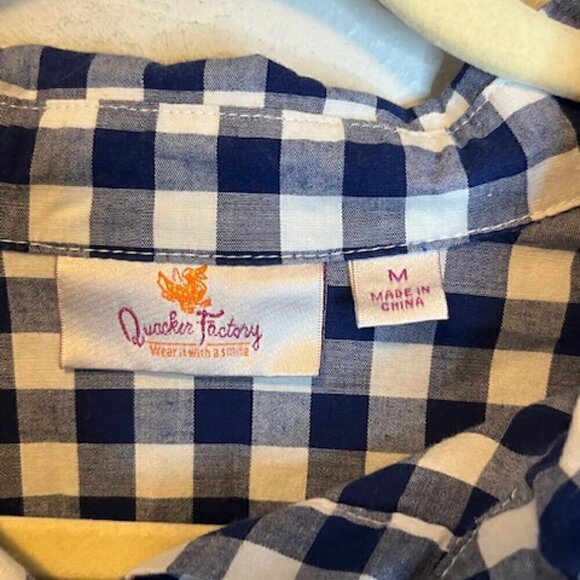 Quacker Factory
Wear it with a smile
M
MADE IN
CHINA